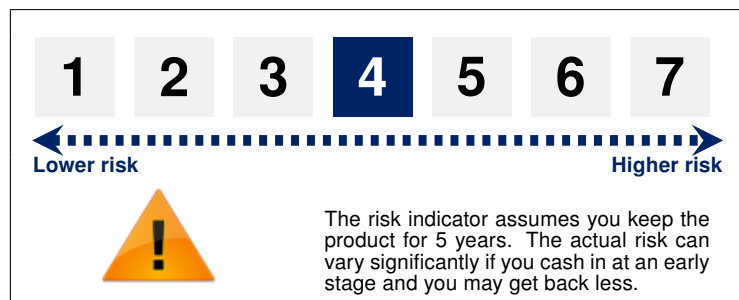 1 2 3 4 5 6 7
Lower risk Higher risk
!
The risk indicator assumes you keep the
product for 5 years. The actual risk can
vary significantly if you cash in at an early
stage and you may get back less.